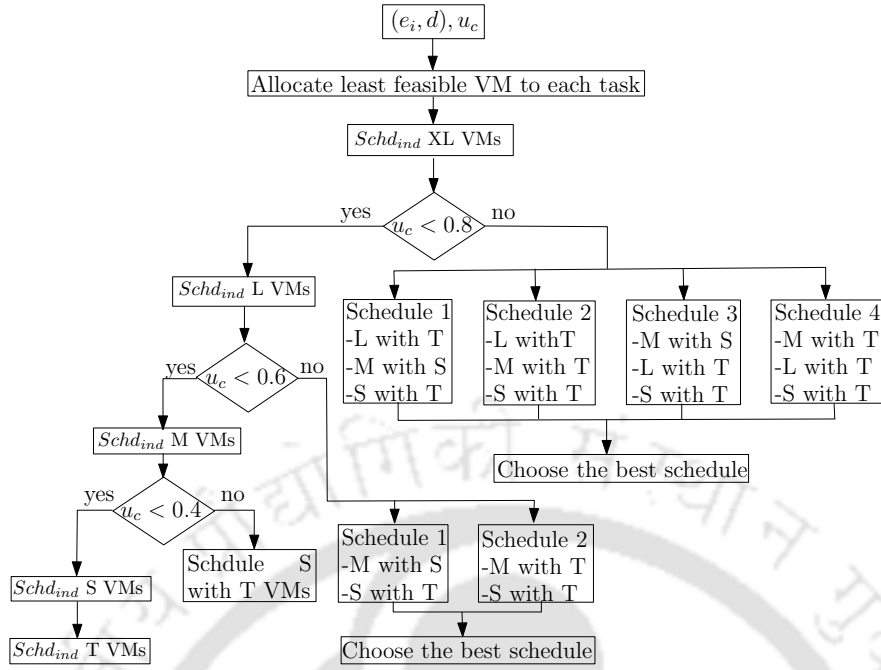 (e_i, d), u_c
Allocate least feasible VM to each task
Schd_ind XL VMs
yes
u_c < 0.8
no
Schd_ind L VMs
Schedule 1
-L with T
-M with S
-S with T
Schedule 2
-L withT
-M with T
-S with T
Schedule 3
-M with S
-L with T
-S with T
Schedule 4
-M with T
-L with T
-S with T
Choose the best schedule
yes
u_c < 0.6
no
Schd_ind M VMs
yes
u_c < 0.4
no
Schd_ind S VMs
Schd_ind T VMs
Schdule S
with T VMs
Schedule 1
-M with S
-S with T
Schedule 2
-M with T
-S with T
Choose the best schedule